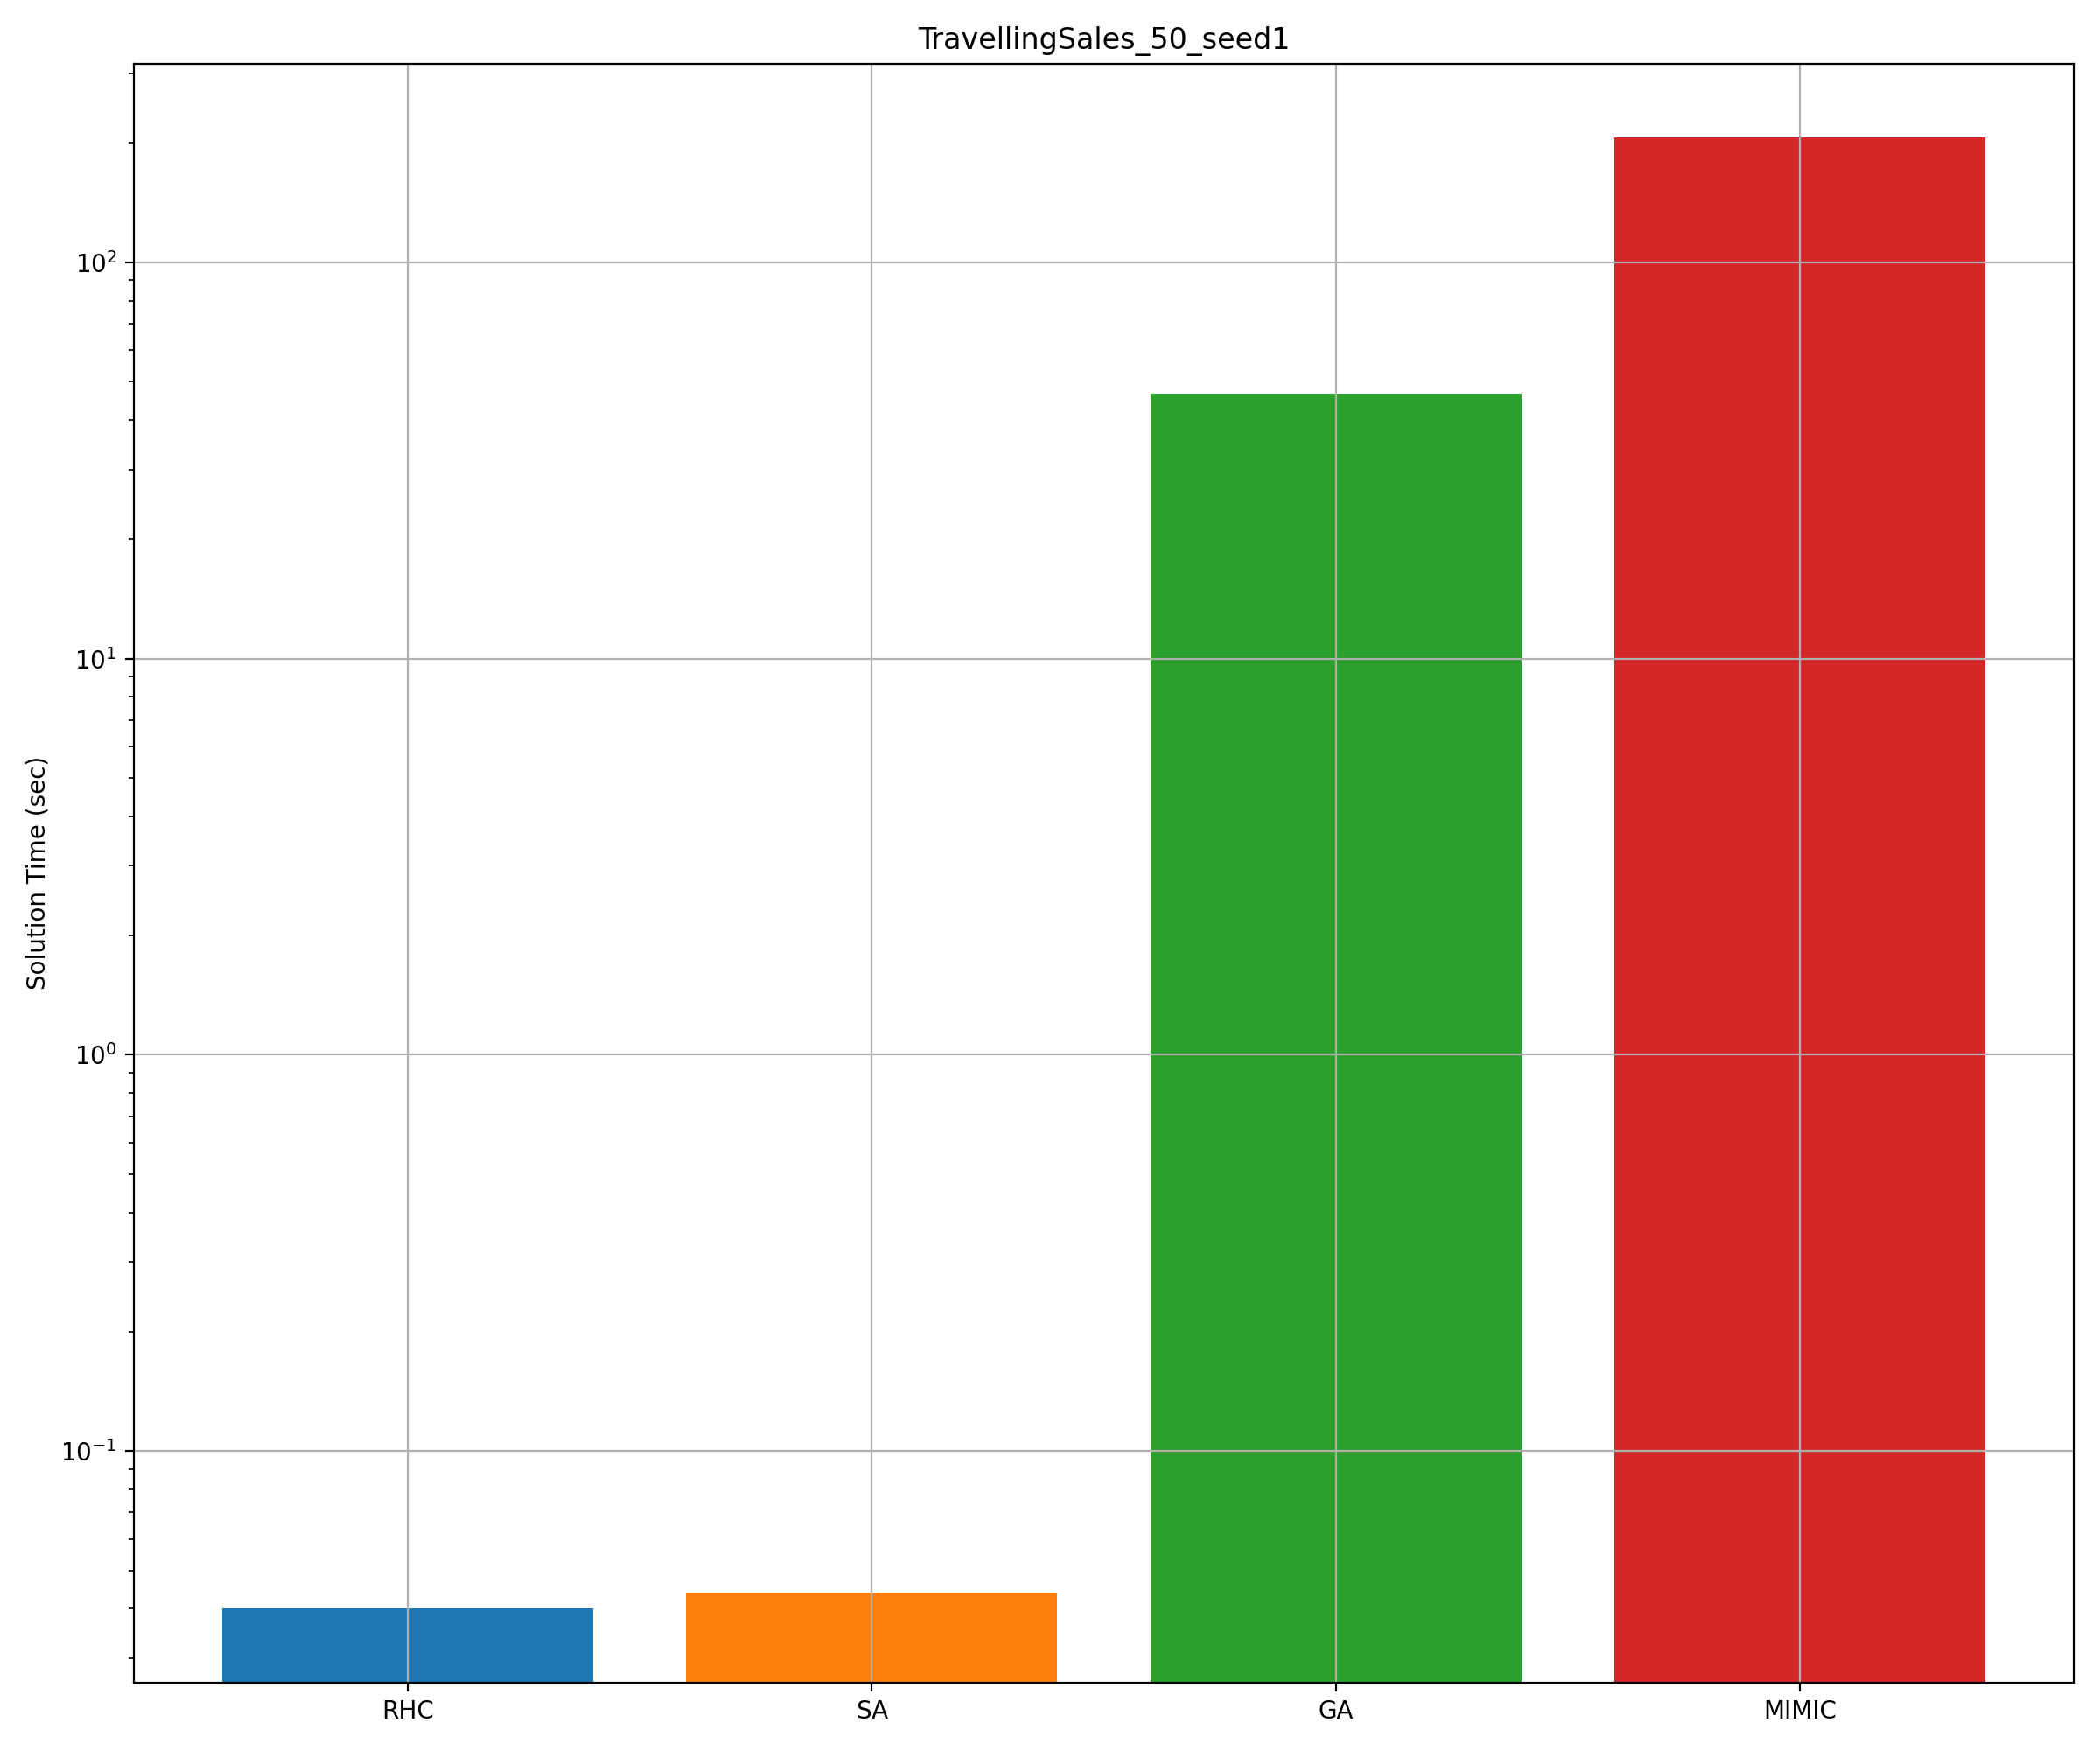 TravellingSales_50_seed1
Solution Time (sec)
10²
10¹
10⁰
10⁻¹
RHC SA GA MIMIC